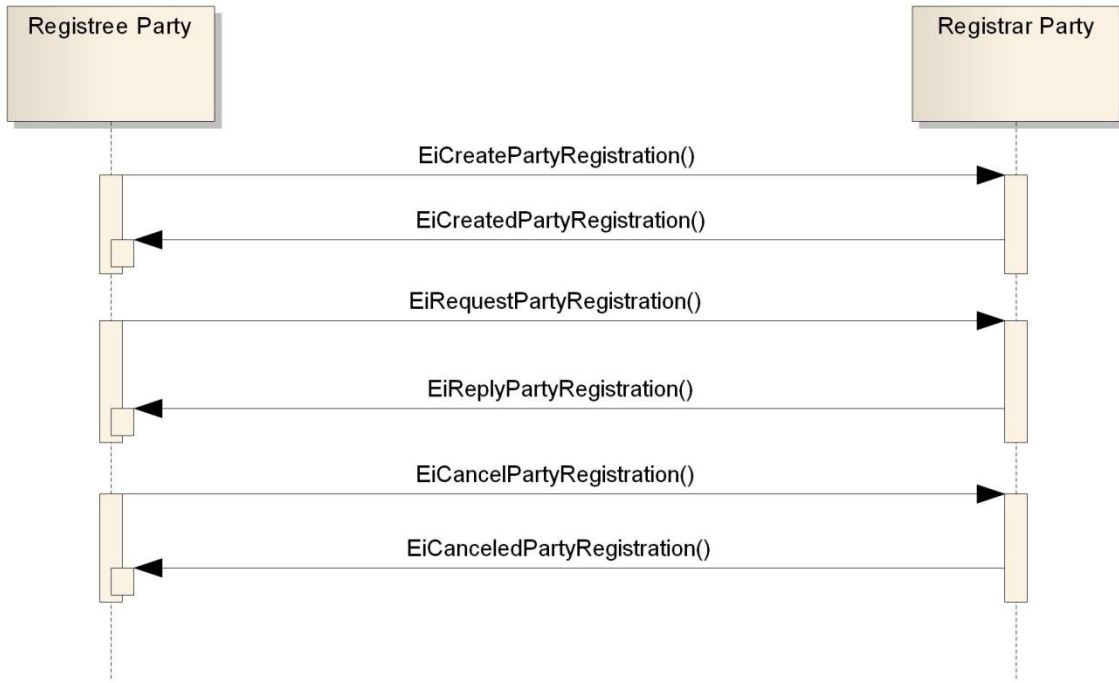 Registree Party
Registrar Party
EiCreatePartyRegistration()
EiCreatedPartyRegistration()
EiRequestPartyRegistration()
EiReplyPartyRegistration()
EiCancelPartyRegistration()
EiCanceledPartyRegistration()